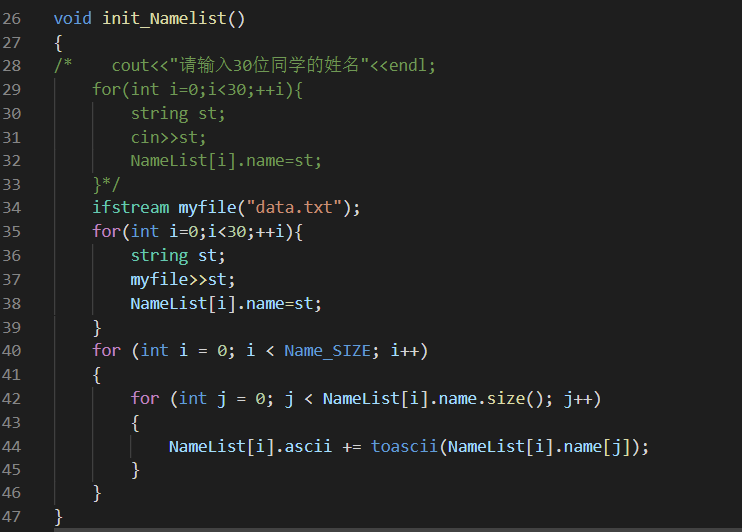 26 void init_Namelist()
27 {
28 /*    cout<<"请输入30位同学的姓名"<<endl;
29     for(int i=0;i<30;++i){
30         string st;
31         cin>>st;
32         NameList[i].name=st;
33     }*/
34     ifstream myfile("data.txt");
35     for(int i=0;i<30;++i){
36         string st;
37         myfile>>st;
38         NameList[i].name=st;
39     }
40     for (int i = 0; i < Name_SIZE; i++)
41     {
42         for (int j = 0; j < NameList[i].name.size(); j++)
43         {
44             NameList[i].ascii += toascii(NameList[i].name[j]);
45         }
46     }
47 }